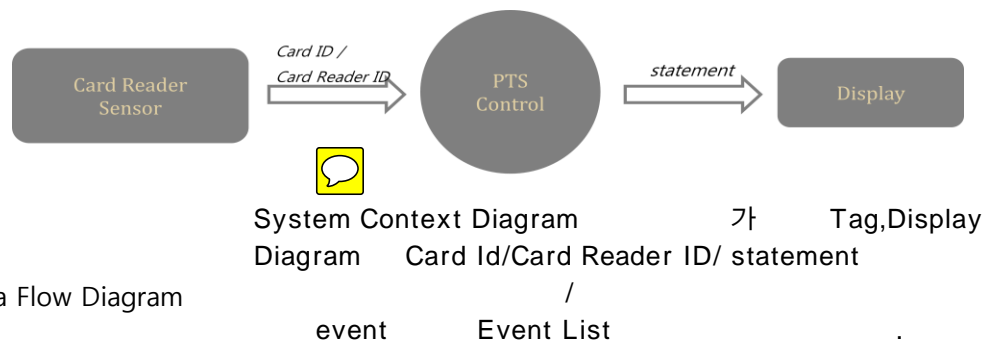 Card Reader
Sensor
Card ID /
Card Reader ID
PTS
Control
statement
Display
System Context Diagram 가 Tag,Display
Diagram Card Id/Card Reader ID/ statement
a Flow Diagram
/
event Event List .